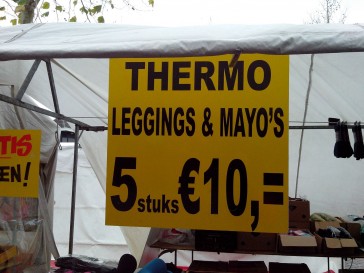 THERMO
LEGGINGS & MAYO'S
5 stuks €10,=
TIS
EN!